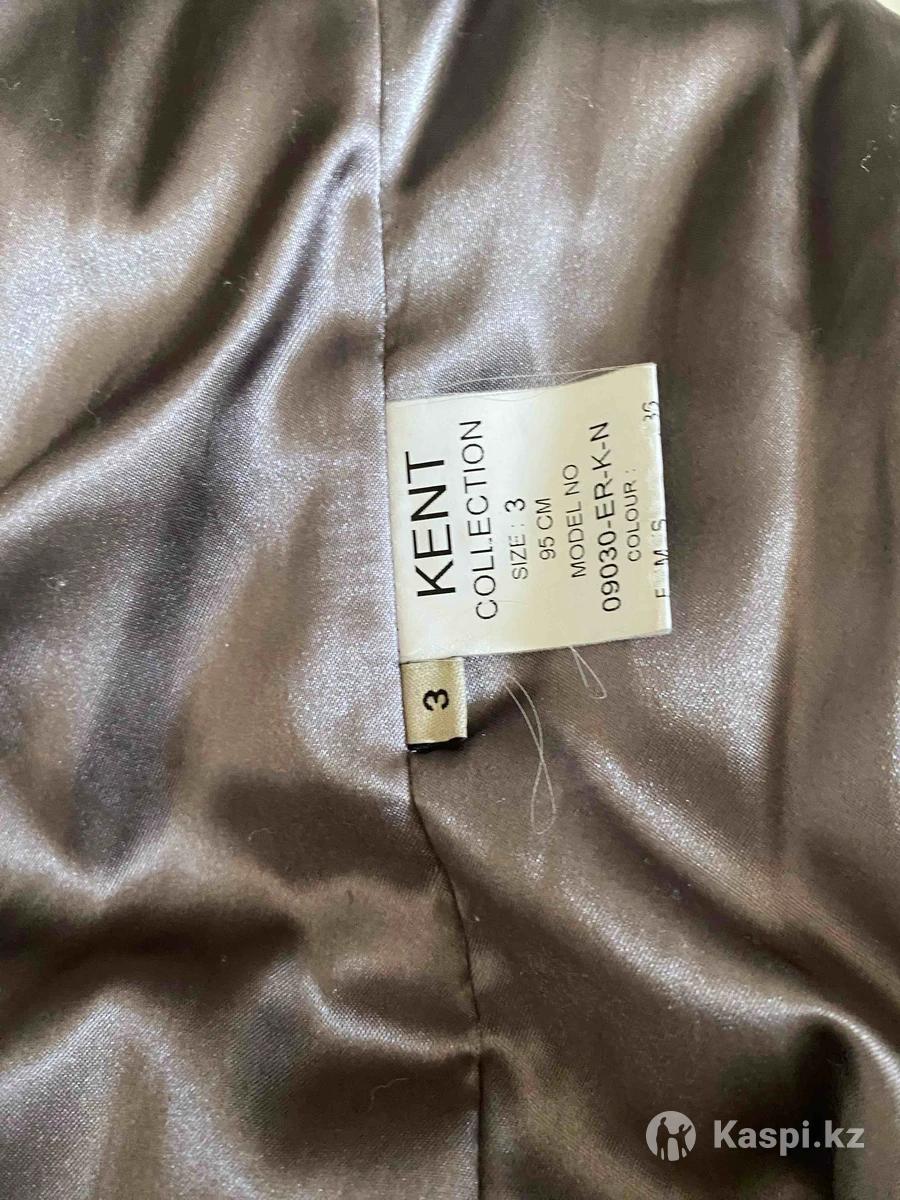 KENT
COLLECTION
SIZE: 3
95 CM
MODEL NO
09030-ER-K-N
COLOUR:
3
Kaspi.kz